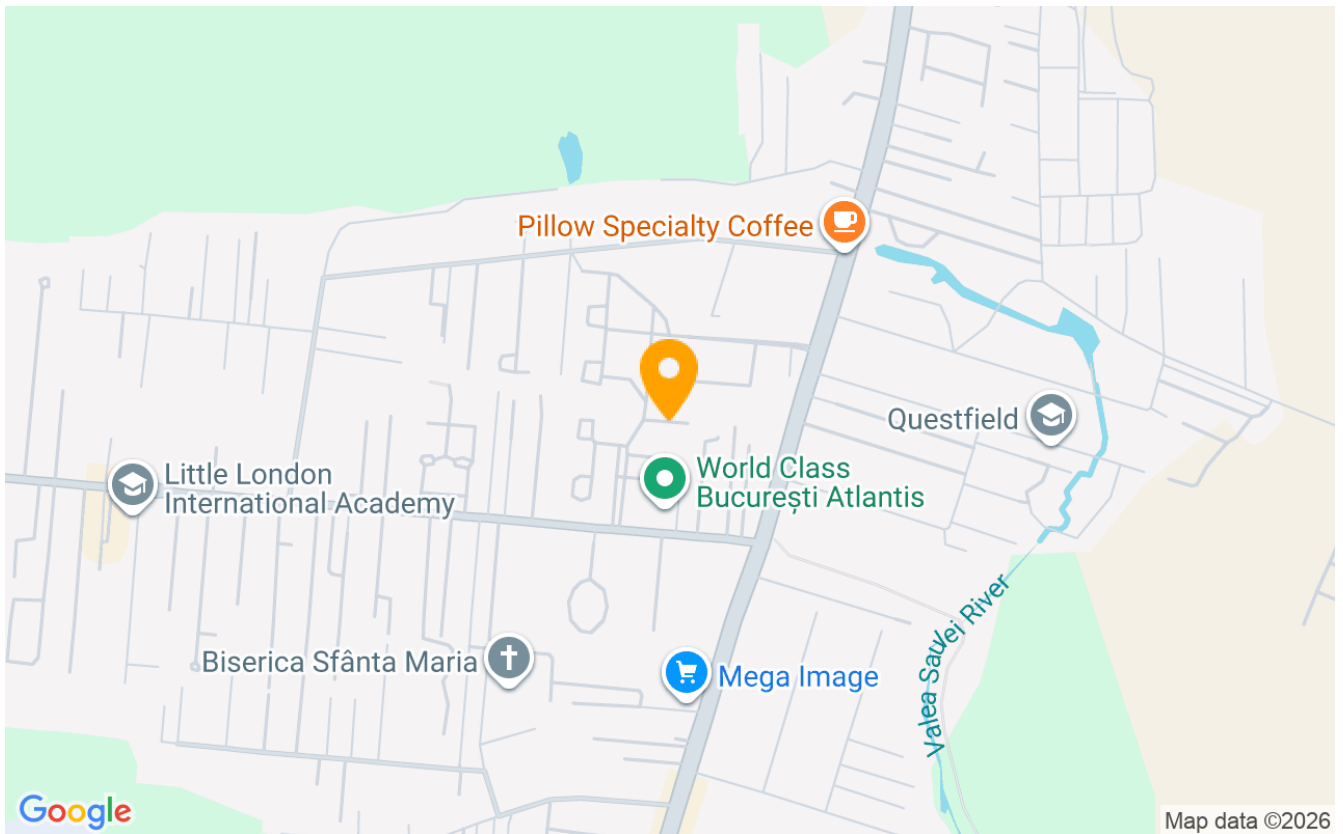 Pillow Specialty Coffee
Questfield
World Class
București Atlantis
Little London
International Academy
Valea Saulei River
Biserica Sfânta Maria
Mega Image
Google
Map data ©2026